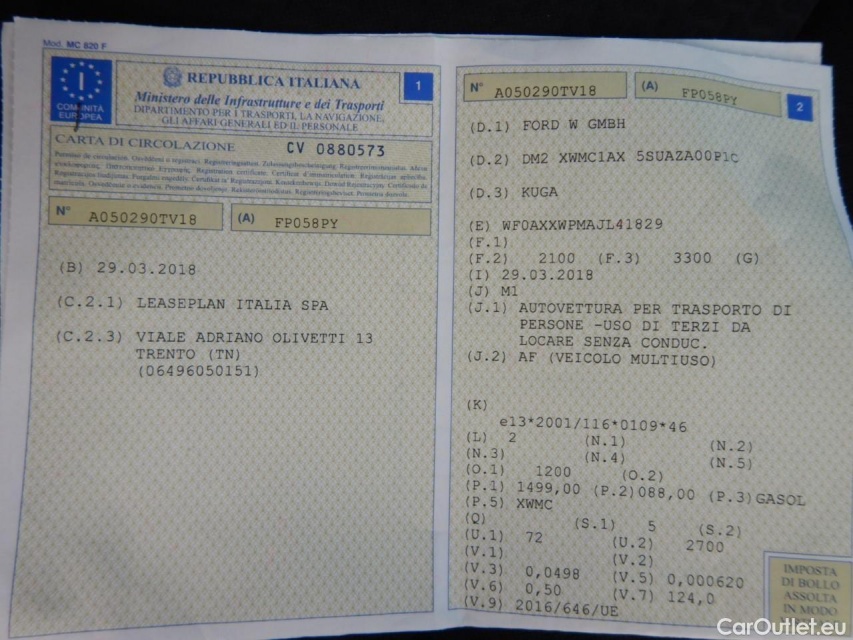 Mod. MC 820 F
I
COMUNITÀ
EUROPEA
REPUBBLICA ITALIANA
1
Ministero delle Infrastrutture e dei Trasporti
DIPARTIMENTO PER I TRASPORTI, LA NAVIGAZIONE,
GLI AFFARI GENERALI ED IL PERSONALE
CARTA DI CIRCOLAZIONE CV 0880573
N° A050290TV18 (A) FP058PY
(B) 29.03.2018
(C.2.1) LEASEPLAN ITALIA SPA
(C.2.3) VIALE ADRIANO OLIVETTI 13
TRENTO (TN)
(06496050151)
N° A050290TV18 (A) FP058PY
2
(D.1) FORD W GMBH
(D.2) DM2 XWMC1AX 5SUAZA00P1C
(D.3) KUGA
(E) WF0AXXWPMAJL41829
(F.1)
(F.2) 2100 (F.3) 3300 (G)
(I) 29.03.2018
(J) M1
(J.1) AUTOVETTURA PER TRASPORTO DI
PERSONE -USO DI TERZI DA
LOCARE SENZA CONDUC.
(J.2) AF (VEICOLO MULTIUSO)
(K)
e13*2001/116*0109*46
(L) 2 (N.1) (N.2)
(N.3) (N.4) (N.5)
(O.1) 1200 (O.2)
(P.1) 1499,00 (P.2)088,00 (P.3)GASOL
(P.5) XWMC
(Q) (S.1) 5 (S.2)
(U.1) 72 (U.2) 2700
(V.1) (V.2)
(V.3) 0,0498 (V.5) 0,000620
(V.6) 0,50 (V.7) 124,0
(V.9) 2016/646/UE
IMPOSTA
DI BOLLO
ASSOLTA
IN MODO
CarOutlet.eu